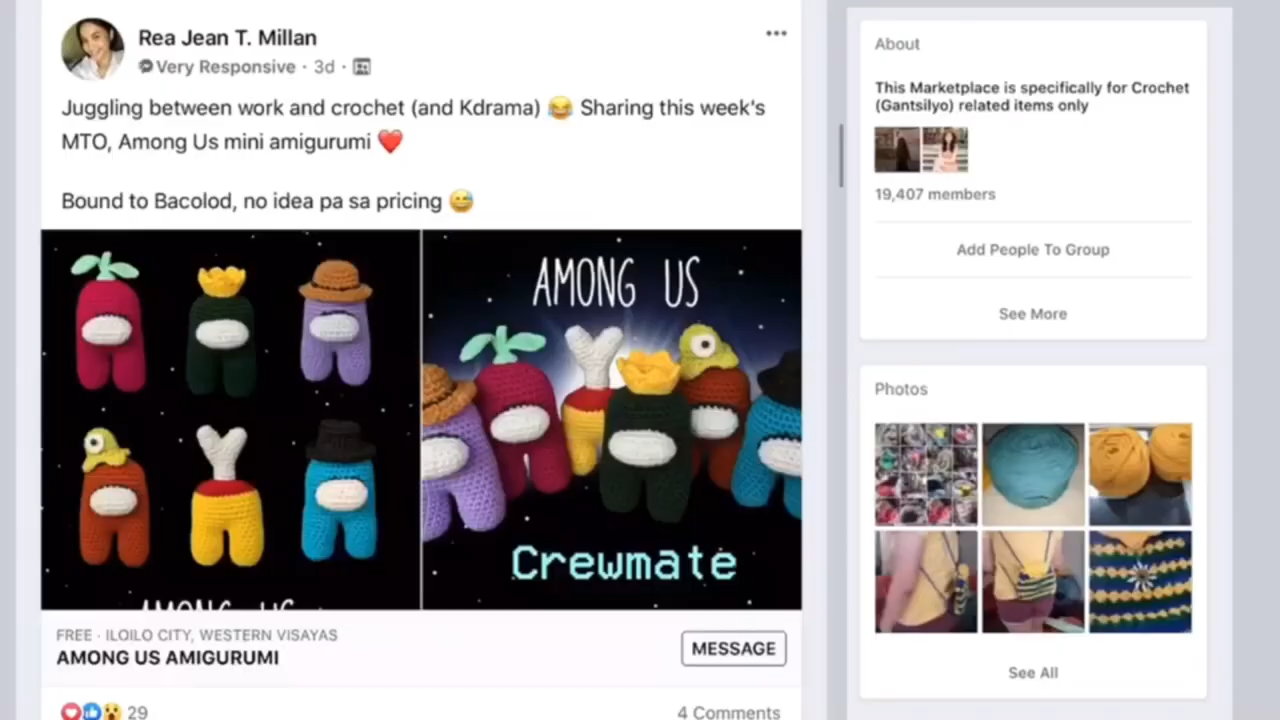 Rea Jean T. Millan
Very Responsive · 3d ·
Juggling between work and crochet (and Kdrama) 😂 Sharing this week's
MTO, Among Us mini amigurumi ❤️
Bound to Bacolod, no idea pa sa pricing 😅
AMONG US
Crewmate
AMONG US
FREE · ILOILO CITY, WESTERN VISAYAS
AMONG US AMIGURUMI
MESSAGE
29
4 Comments
About
This Marketplace is specifically for Crochet
(Gantsilyo) related items only
19,407 members
Add People To Group
See More
Photos
See All